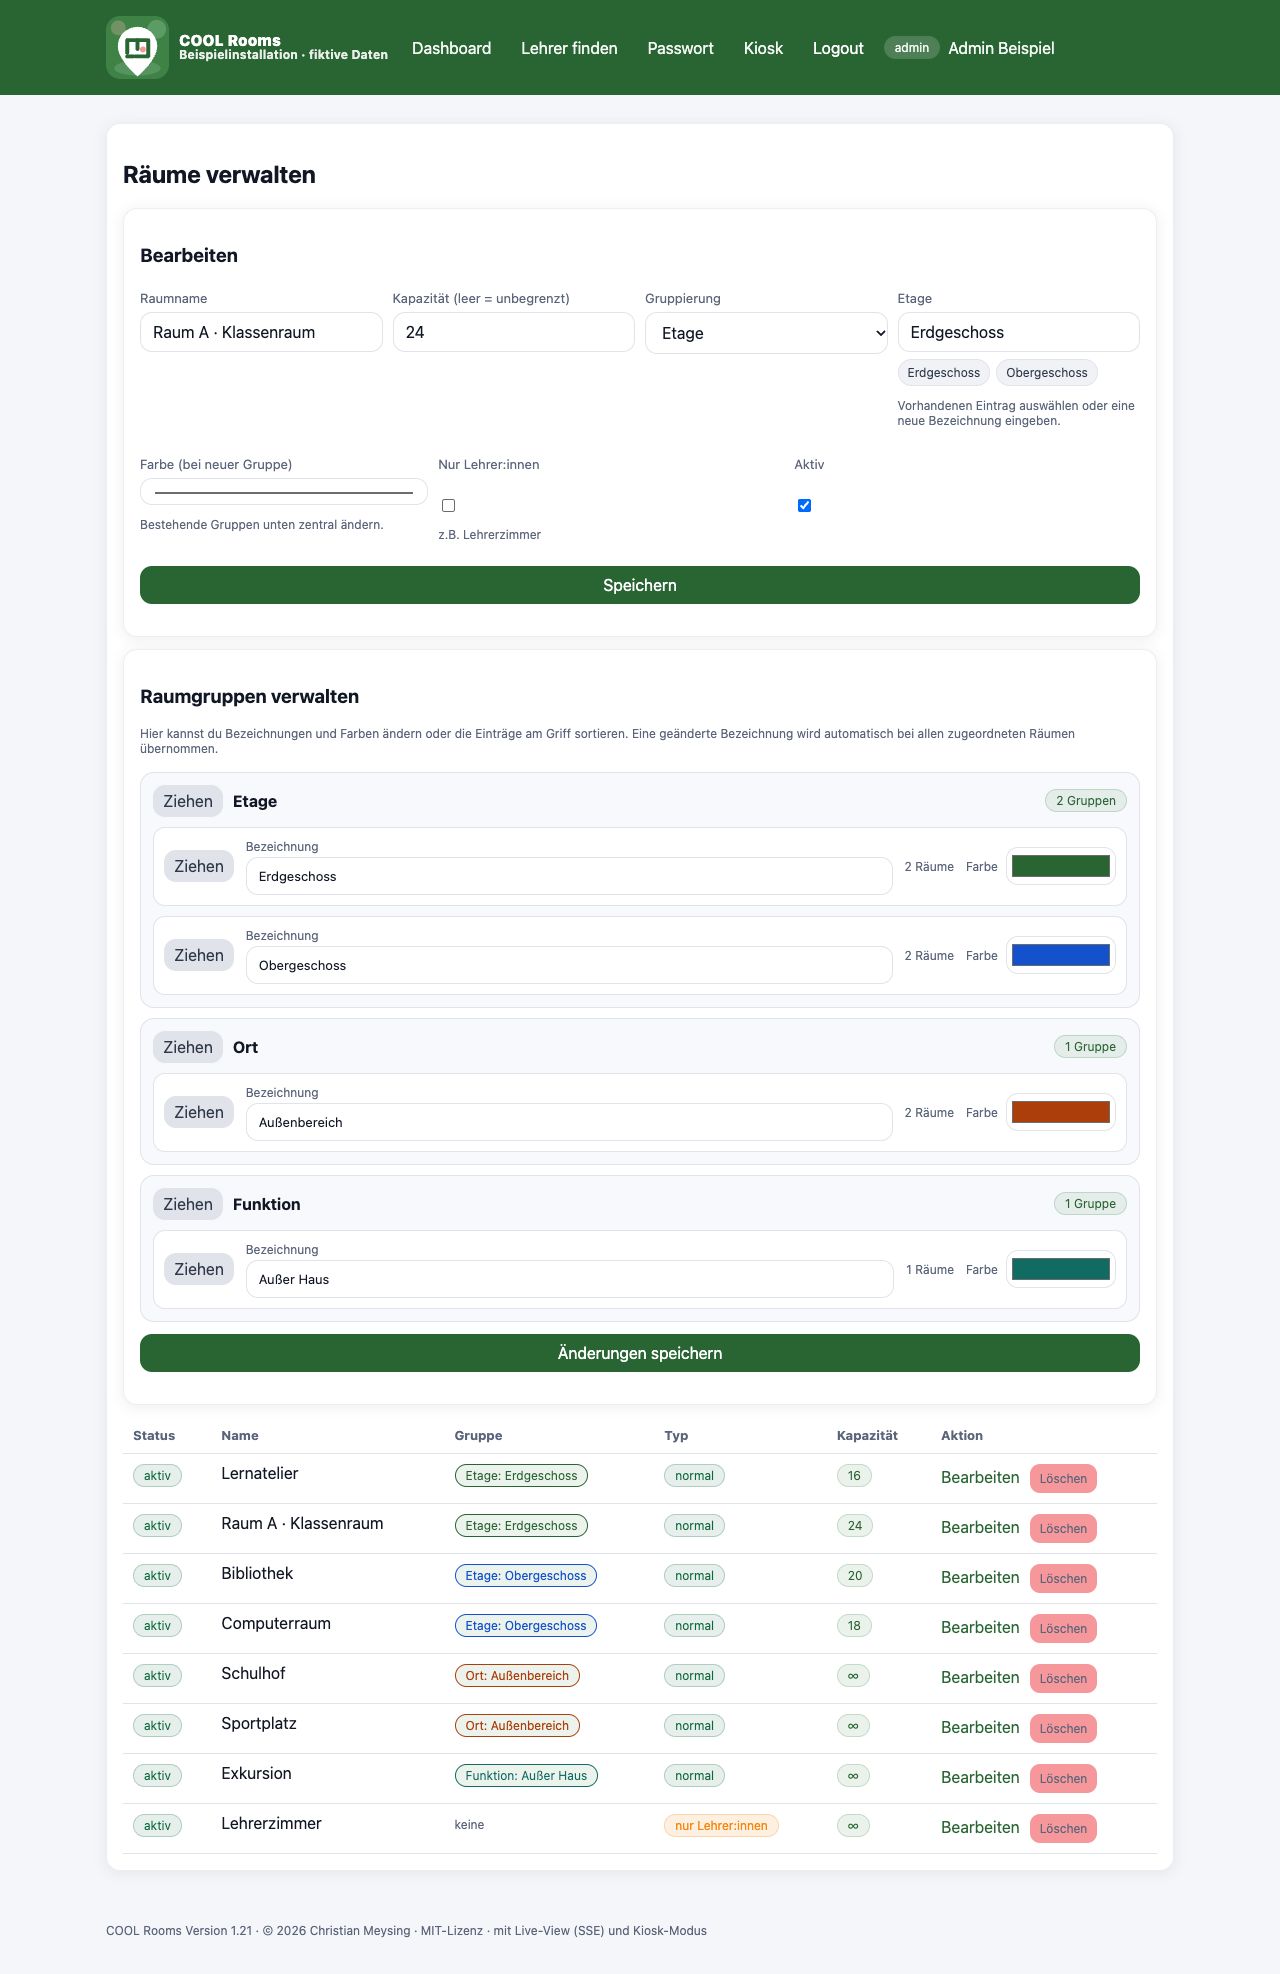 COOL Rooms
Beispielinstallation · fiktive Daten
Dashboard Lehrer finden Passwort Kiosk Logout admin Admin Beispiel
Räume verwalten
Bearbeiten
Raumname Kapazität (leer = unbegrenzt) Gruppierung Etage
Raum A · Klassenraum 24 Etage Erdgeschoss
Erdgeschoss Obergeschoss
Vorhandenen Eintrag auswählen oder eine
neue Bezeichnung eingeben.
Farbe (bei neuer Gruppe) Nur Lehrer:innen Aktiv
Bestehende Gruppen unten zentral ändern.
z.B. Lehrerzimmer
Speichern
Raumgruppen verwalten
Hier kannst du Bezeichnungen und Farben ändern oder die Einträge am Griff sortieren. Eine geänderte Bezeichnung wird automatisch bei allen zugeordneten Räumen
übernommen.
Ziehen Etage 2 Gruppen
Bezeichnung
Ziehen Erdgeschoss 2 Räume Farbe
Bezeichnung
Ziehen Obergeschoss 2 Räume Farbe
Ziehen Ort 1 Gruppe
Bezeichnung
Ziehen Außenbereich 2 Räume Farbe
Ziehen Funktion 1 Gruppe
Bezeichnung
Ziehen Außer Haus 1 Räume Farbe
Änderungen speichern
Status Name Gruppe Typ Kapazität Aktion
aktiv Lernatelier Etage: Erdgeschoss normal 16 Bearbeiten Löschen
aktiv Raum A · Klassenraum Etage: Erdgeschoss normal 24 Bearbeiten Löschen
aktiv Bibliothek Etage: Obergeschoss normal 20 Bearbeiten Löschen
aktiv Computerraum Etage: Obergeschoss normal 18 Bearbeiten Löschen
aktiv Schulhof Ort: Außenbereich normal ∞ Bearbeiten Löschen
aktiv Sportplatz Ort: Außenbereich normal ∞ Bearbeiten Löschen
aktiv Exkursion Funktion: Außer Haus normal ∞ Bearbeiten Löschen
aktiv Lehrerzimmer keine nur Lehrer:innen ∞ Bearbeiten Löschen
COOL Rooms Version 1.21 · © 2026 Christian Meysing · MIT-Lizenz · mit Live-View (SSE) und Kiosk-Modus